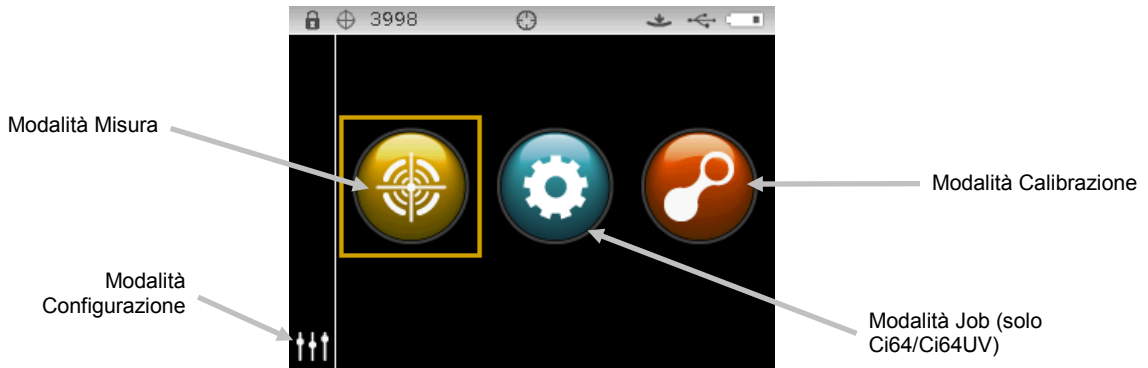 3998
Modalità Misura
Modalità Calibrazione
Modalità
Configurazione
Modalità Job (solo
Ci64/Ci64UV)